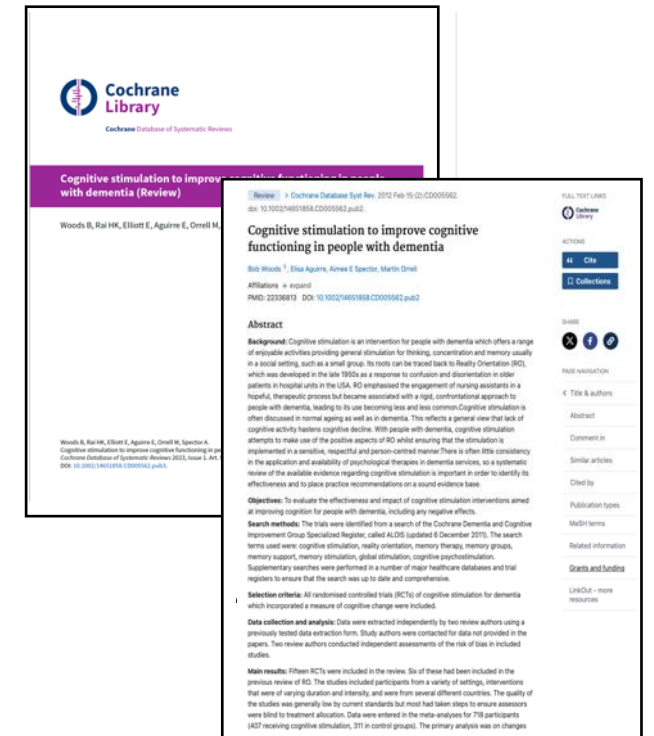 Cochrane
Library
Cochrane Database of Systematic Reviews
Cognitive stimulation to improve cognitive functioning in people
with dementia (Review)
Woods B, Rai HK, Elliott E, Aguirre E, Orrell M,
Woods B, Rai HK, Elliott E, Aguirre E, Orrell M, Spector A.
Cognitive stimulation to improve cognitive functioning in pe
Cochrane Database of Systematic Reviews 2023, Issue 1. Art.
DOI: 10.1002/14651858.CD005562.pub3.
Review > Cochrane Database Syst Rev. 2012 Feb 15:(2):CD005562.
doi: 10.1002/14651858.CD005562.pub2.
Cognitive stimulation to improve cognitive
functioning in people with dementia
Bob Woods 1, Elisa Aguirre, Aimee E Spector, Martin Orrell
Affiliations + expand
PMID: 22336813 DOI: 10.1002/14651858.CD005562.pub2
Abstract
Background: Cognitive stimulation is an intervention for people with dementia which offers a range
of enjoyable activities providing general stimulation for thinking, concentration and memory usually
in a social setting, such as a small group. Its roots can be traced back to Reality Orientation (RO),
which was developed in the late 1950s as a response to confusion and disorientation in older
patients in hospital units in the USA. RO emphasised the engagement of nursing assistants in a
hopeful, therapeutic process but became associated with a rigid, confrontational approach to
people with dementia, leading to its use becoming less and less common.Cognitive stimulation is
often discussed in normal ageing as well as in dementia. This reflects a general view that lack of
cognitive activity hastens cognitive decline. With people with dementia, cognitive stimulation
attempts to make use of the positive aspects of RO whilst ensuring that the stimulation is
implemented in a sensitive, respectful and person-centred manner.There is often little consistency
in the application and availability of psychological therapies in dementia services, so a systematic
review of the available evidence regarding cognitive stimulation is important in order to identify its
effectiveness and to place practice recommendations on a sound evidence base.
Objectives: To evaluate the effectiveness and impact of cognitive stimulation interventions aimed
at improving cognition for people with dementia, including any negative effects.
Search methods: The trials were identified from a search of the Cochrane Dementia and Cognitive
Improvement Group Specialized Register, called ALOIS (updated 6 December 2011). The search
terms used were: cognitive stimulation, reality orientation, memory therapy, memory groups,
memory support, memory stimulation, global stimulation, cognitive psychostimulation.
Supplementary searches were performed in a number of major healthcare databases and trial
registers to ensure that the search was up to date and comprehensive.
Selection criteria: All randomised controlled trials (RCTs) of cognitive stimulation for dementia
which incorporated a measure of cognitive change were included.
Data collection and analysis: Data were extracted independently by two review authors using a
previously tested data extraction form. Study authors were contacted for data not provided in the
papers. Two review authors conducted independent assessments of the risk of bias in included
studies.
Main results: Fifteen RCTs were included in the review. Six of these had been included in the
previous review of RO. The studies included participants from a variety of settings, interventions
that were of varying duration and intensity, and were from several different countries. The quality of
the studies was generally low by current standards but most had taken steps to ensure assessors
were blind to treatment allocation. Data were entered in the meta-analyses for 718 participants
(407 receiving cognitive stimulation, 311 in control groups). The primary analysis was on changes
FULL TEXT LINKS
Cochrane
Library
ACTIONS
Cite
Collections
SHARE
PAGE NAVIGATION
< Title & authors
Abstract
Comment in
Similar articles
Cited by
Publication types
MeSH terms
Related information
Grants and funding
LinkOut - more
resources